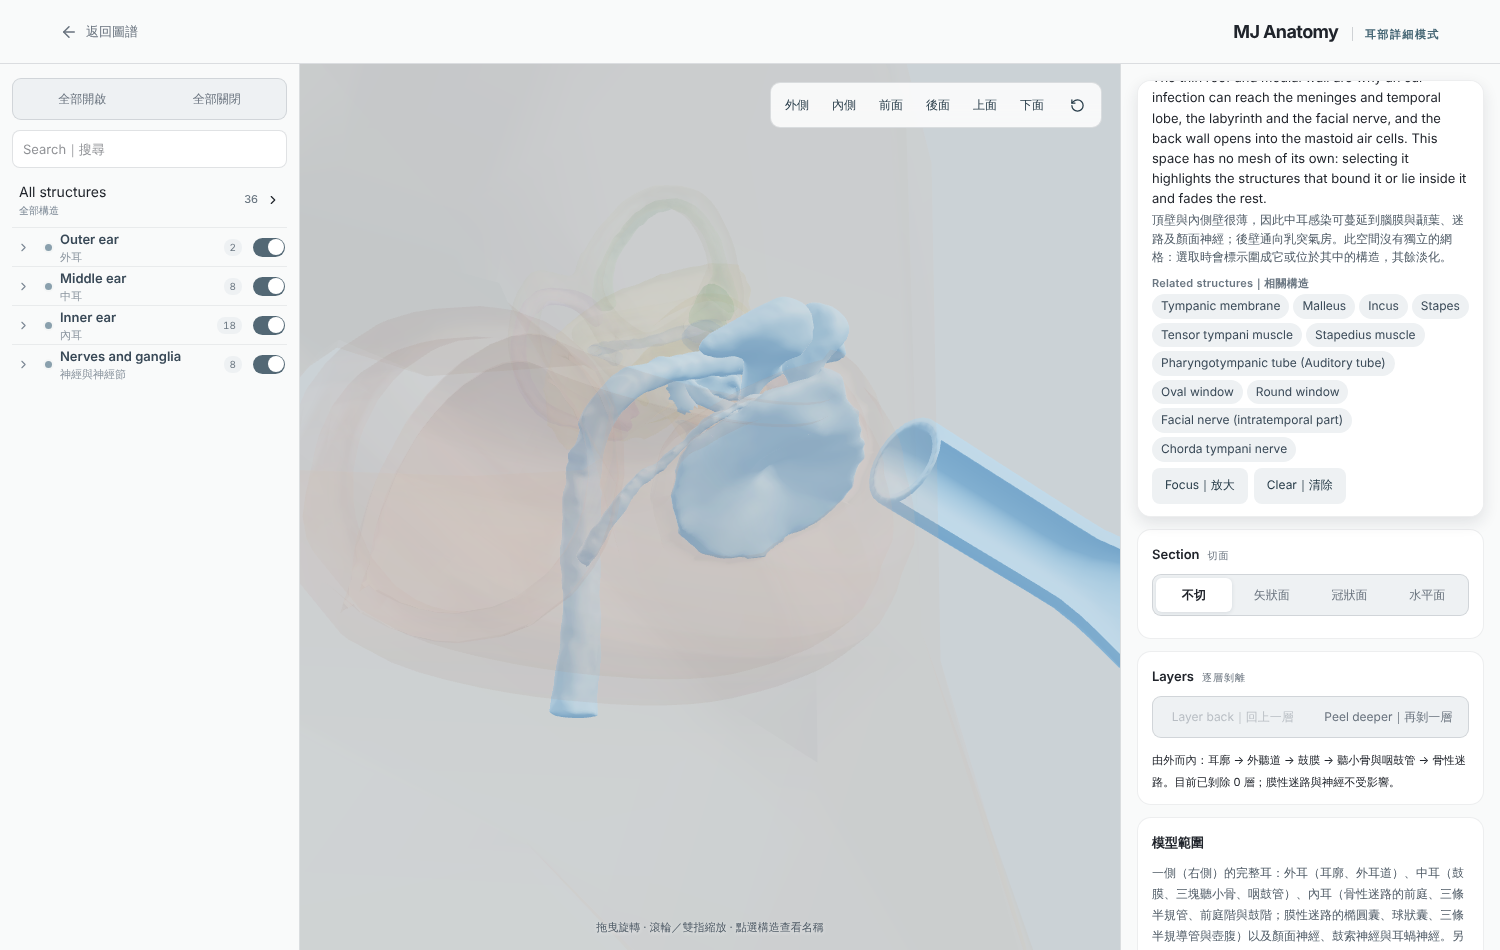 返回圖譜
MJ Anatomy
耳部詳細模式
全部開啟
全部關閉
Search | 搜尋
All structures
全部構造
36
Outer ear
外耳
2
Middle ear
中耳
8
Inner ear
內耳
18
Nerves and ganglia
神經與神經節
8
外側 內側 前面 後面 上面 下面
拖曳旋轉 · 滾輪／雙指縮放 · 點選構造查看名稱
infection can reach the meninges and temporal
lobe, the labyrinth and the facial nerve, and the
back wall opens into the mastoid air cells. This
space has no mesh of its own: selecting it
highlights the structures that bound it or lie inside it
and fades the rest.
頂壁與內側壁很薄，因此中耳感染可蔓延到腦膜與顳葉、迷
路及顏面神經；後壁通向乳突氣房。此空間沒有獨立的網
格：選取時會標示圍成它或位於其中的構造，其餘淡化。
Related structures | 相關構造
Tympanic membrane Malleus Incus Stapes
Tensor tympani muscle Stapedius muscle
Pharyngotympanic tube (Auditory tube)
Oval window Round window
Facial nerve (intratemporal part)
Chorda tympani nerve
Focus | 放大 Clear | 清除
Section 切面
不切 矢狀面 冠狀面 水平面
Layers 逐層剝離
Layer back | 回上一層 Peel deeper | 再剝一層
由外而內：耳廓 → 外聽道 → 鼓膜 → 聽小骨與咽鼓管 → 骨性迷
路。目前已剝除 0 層；膜性迷路與神經不受影響。
模型範圍
一側（右側）的完整耳：外耳（耳廓、外耳道）、中耳（鼓
膜、三塊聽小骨、咽鼓管）、內耳（骨性迷路的前庭、三條
半規管、前庭階與鼓階；膜性迷路的橢圓囊、球狀囊、三條
半規導管與壺腹）以及顏面神經、鼓索神經與耳蝸神經。另